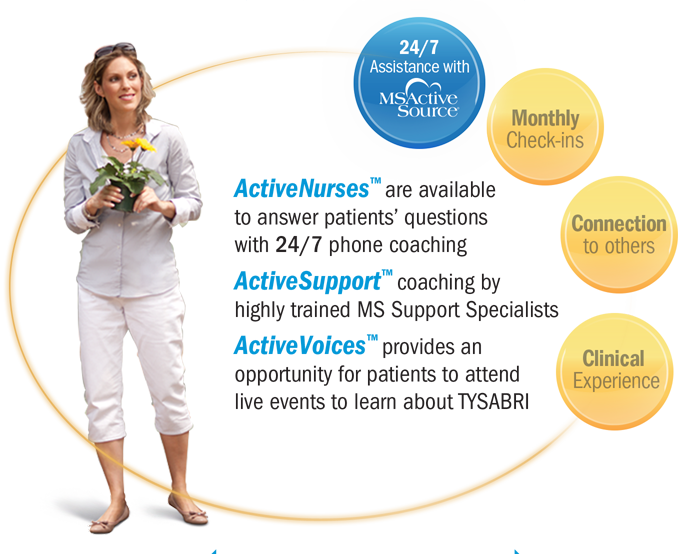 24/7
Assistance with
MSActive
Source®
Monthly
Check-ins
Connection
to others
Clinical
Experience
ActiveNurses™ are available
to answer patients’ questions
with 24/7 phone coaching
ActiveSupport™ coaching by
highly trained MS Support Specialists
ActiveVoices™ provides an
opportunity for patients to attend
live events to learn about TYSABRI